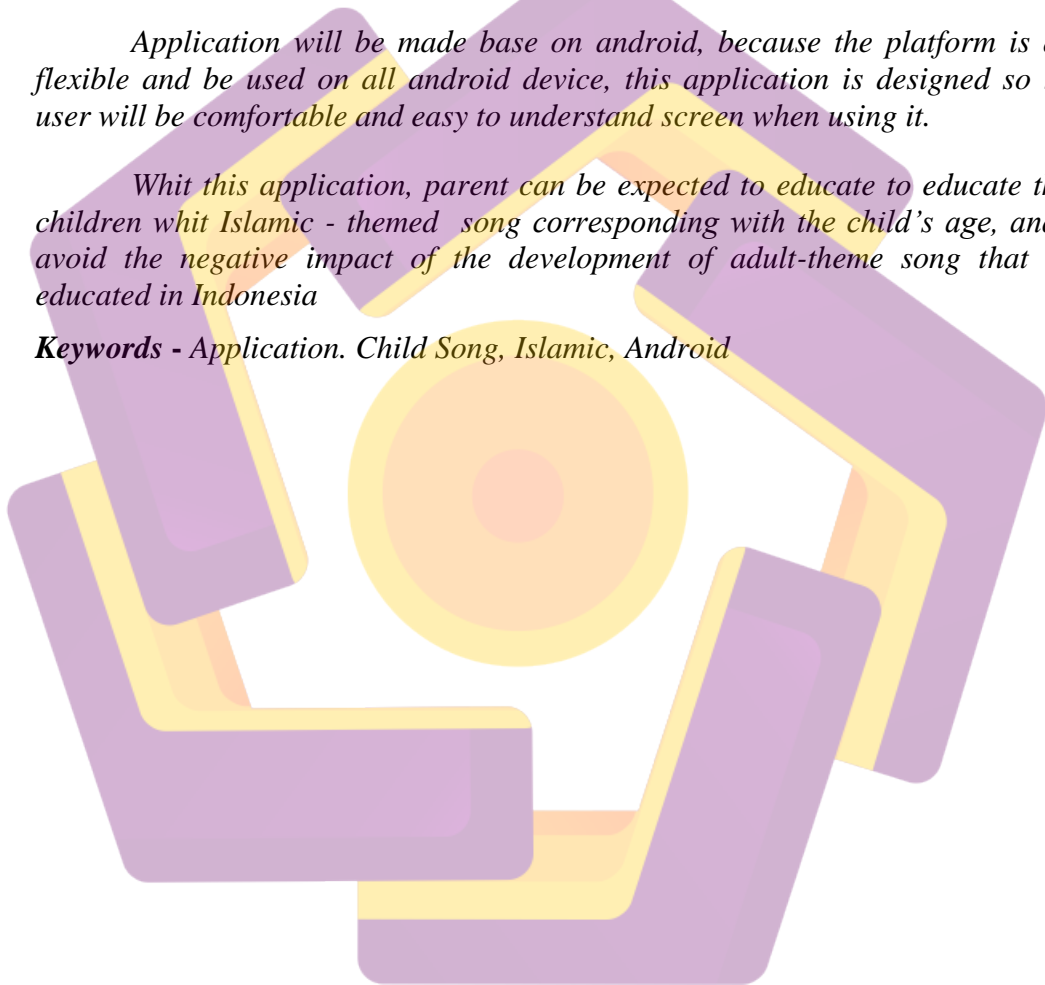 Application will be made base on android, because the platform is
flexible and be used on all android device, this application is designed so
user will be comfortable and easy to understand screen when using it.
Whit this application, parent can be expected to educate to educate
children whit Islamic - themed song corresponding with the child's age, and
avoid the negative impact of the development of adult-theme song that
educated in Indonesia
Keywords - Application. Child Song, Islamic, Android